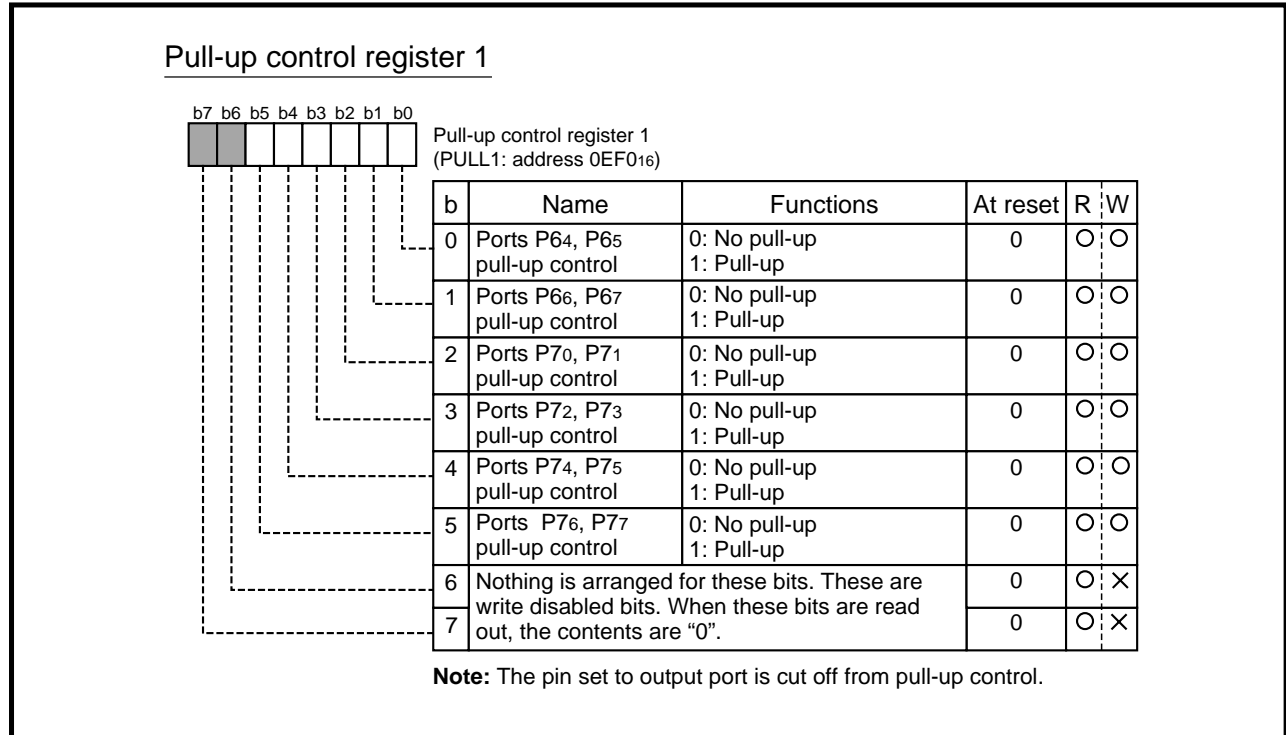 Pull-up control register 1
b7 b6 b5 b4 b3 b2 b1 b0
Pull-up control register 1
(PULL1: address 0EF016)
b Name Functions At reset R W
0 Ports P64, P65 0: No pull-up 0 O O
pull-up control 1: Pull-up
1 Ports P66, P67 0: No pull-up 0 O O
pull-up control 1: Pull-up
2 Ports P70, P71 0: No pull-up 0 O O
pull-up control 1: Pull-up
3 Ports P72, P73 0: No pull-up 0 O O
pull-up control 1: Pull-up
4 Ports P74, P75 0: No pull-up 0 O O
pull-up control 1: Pull-up
5 Ports P76, P77 0: No pull-up 0 O O
pull-up control 1: Pull-up
6 Nothing is arranged for these bits. These are 0 O ×
write disabled bits. When these bits are read
7 out, the contents are “0”. 0 O ×
Note: The pin set to output port is cut off from pull-up control.